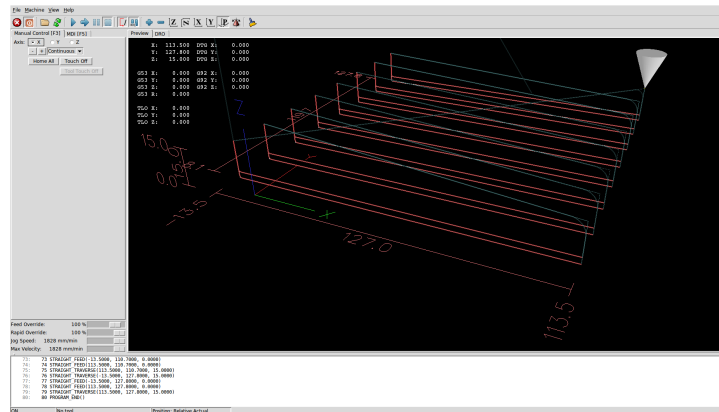 File Machine View Help
Z N X Y P
Manual Control [F3] MDI [F5] Preview DRO
Axis: X Y Z
- + Continuous
Home All Touch Off
Tool Touch Off
X: 113.500 DTG X: 0.000
Y: 127.800 DTG Y: 0.000
Z: 15.000 DTG Z: 0.000
G53 X: 0.000 G92 X: 0.000
G53 Y: 0.000 G92 Y: 0.000
G53 Z: 0.000 G92 Z: 0.000
G53 R: 0.000
TLO X: 0.000
TLO Y: 0.000
TLO Z: 0.000
15.0
0.0
-13.5
127.0
113.5
Feed Override: 100 %
Rapid Override: 100 %
Jog Speed: 1828 mm/min
Max Velocity: 1828 mm/min
73: 73 STRAIGHT_FEED(-13.5000, 110.7000, 0.0000)
74: 74 STRAIGHT_FEED(113.5000, 110.7000, 0.0000)
75: 75 STRAIGHT_TRAVERSE(113.5000, 110.7000, 15.0000)
76: 76 STRAIGHT_TRAVERSE(-13.5000, 127.8000, 15.0000)
77: 77 STRAIGHT_FEED(-13.5000, 127.8000, 0.0000)
78: 78 STRAIGHT_FEED(113.5000, 127.8000, 0.0000)
79: 79 STRAIGHT_TRAVERSE(113.5000, 127.8000, 15.0000)
80: 80 PROGRAM_END()
ON No tool Position: Relative Actual